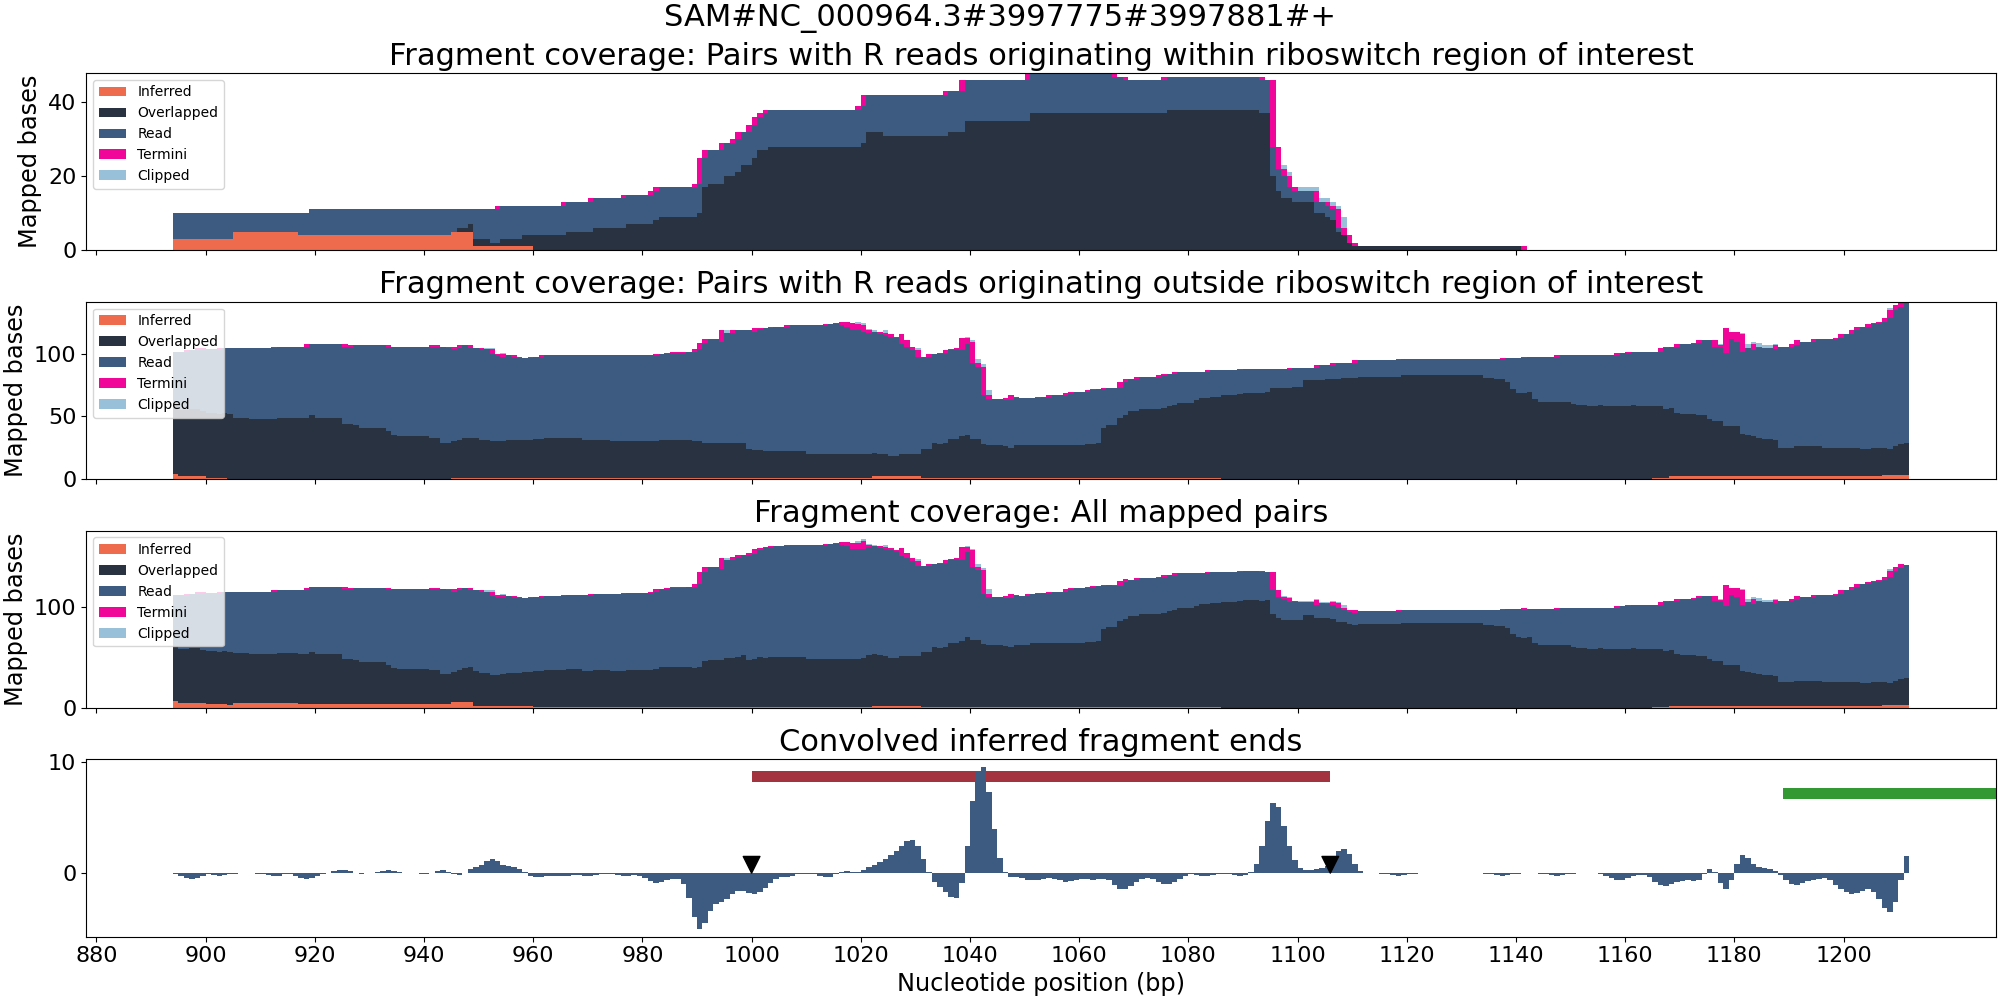 SAM#NC_000964.3#3997775#3997881#+
Fragment coverage: Pairs with R reads originating within riboswitch region of interest
Mapped bases
40
20
0
Inferred
Overlapped
Read
Termini
Clipped
Fragment coverage: Pairs with R reads originating outside riboswitch region of interest
Mapped bases
100
50
0
Inferred
Overlapped
Read
Termini
Clipped
Fragment coverage: All mapped pairs
Mapped bases
100
0
Inferred
Overlapped
Read
Termini
Clipped
Convolved inferred fragment ends
10
0
880 900 920 940 960 980 1000 1020 1040 1060 1080 1100 1120 1140 1160 1180 1200
Nucleotide position (bp)